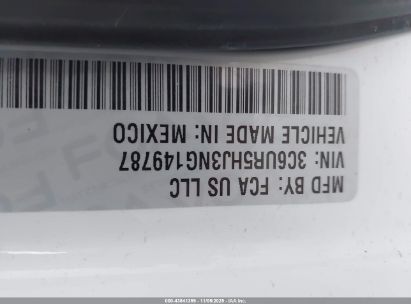 MFD BY: FCA US LLC
VIN: 3C6UR5HJ3NG149787
VEHICLE MADE IN: MEXICO